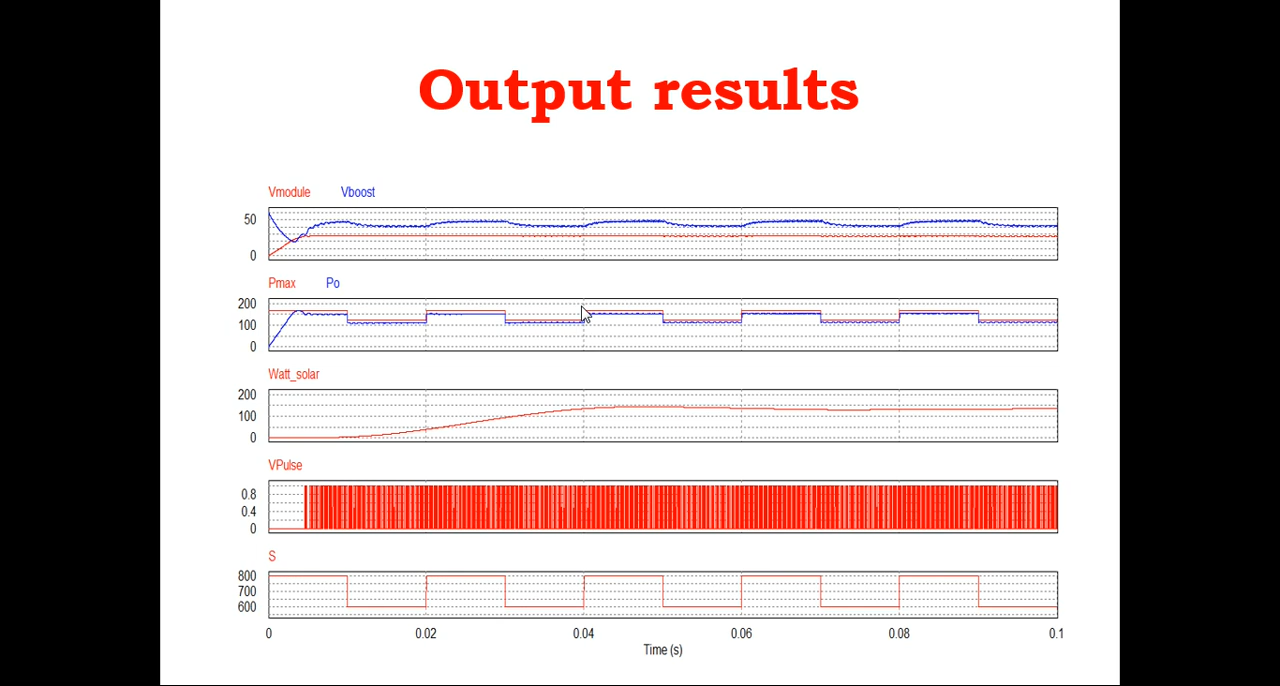 Output results
Vmodule Vboost
50
0
Pmax Po
200
100
0
Watt_solar
200
100
0
VPulse
0.8
0.4
0
S
800
700
600
0 0.02 0.04 0.06 0.08 0.1
Time (s)